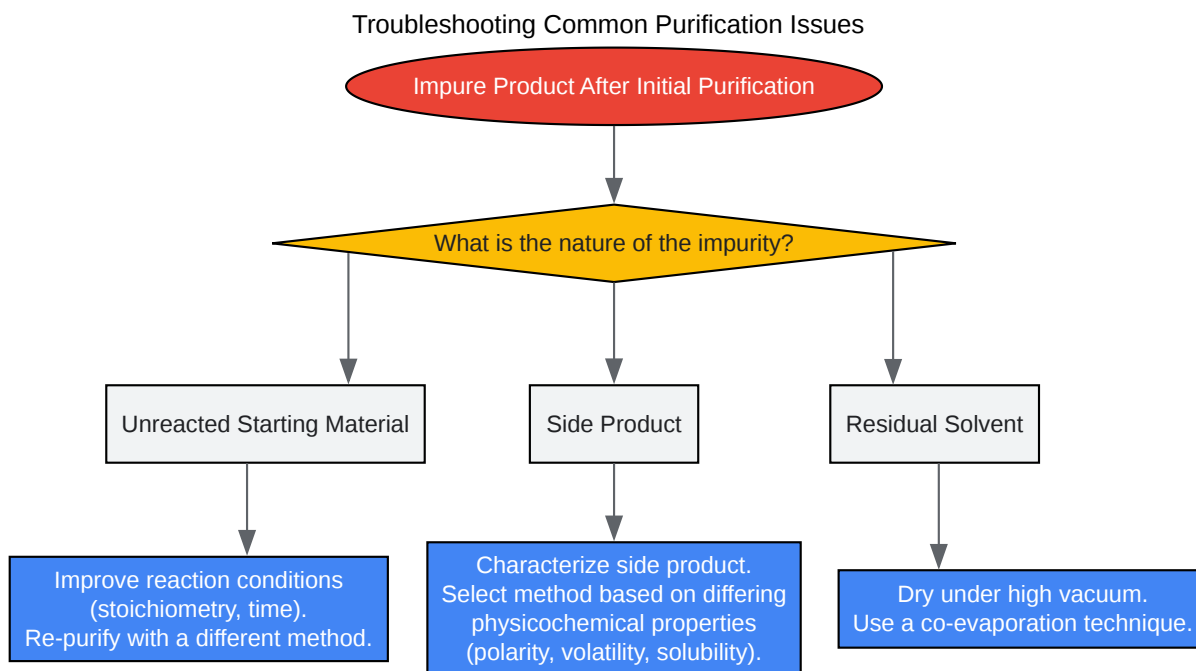 Troubleshooting Common Purification Issues
Impure Product After Initial Purification
What is the nature of the impurity?
Unreacted Starting Material
Side Product
Residual Solvent
Improve reaction conditions
(stoichiometry, time).
Re-purify with a different method.
Characterize side product.
Select method based on differing
physicochemical properties
(polarity, volatility, solubility).
Dry under high vacuum.
Use a co-evaporation technique.